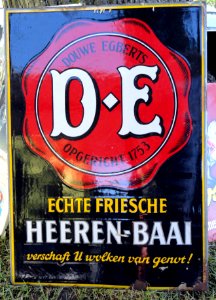 DOUWE EGBERTS
D·E
OPGERICHT 1753
ECHTE FRIESCHE
HEEREN-BAAI
verschaft U wolken van genot!